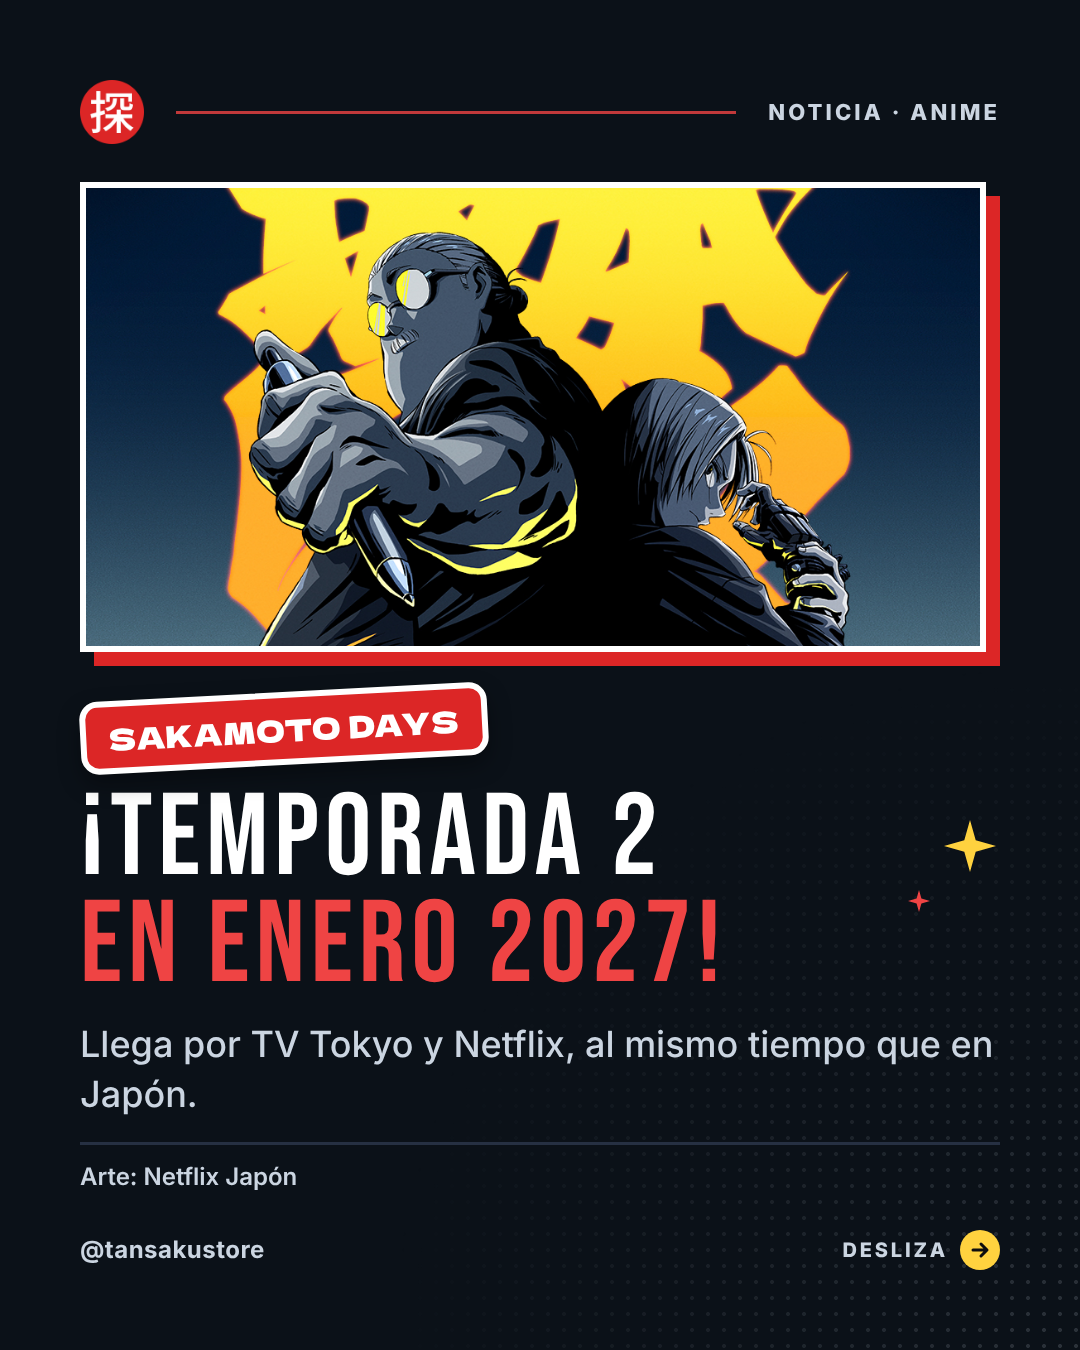 探
NOTICIA · ANIME
SAKAMOTO DAYS
¡TEMPORADA 2
EN ENERO 2027!
Llega por TV Tokyo y Netflix, al mismo tiempo que en
Japón.
Arte: Netflix Japón
@tansakustore
DESLIZA